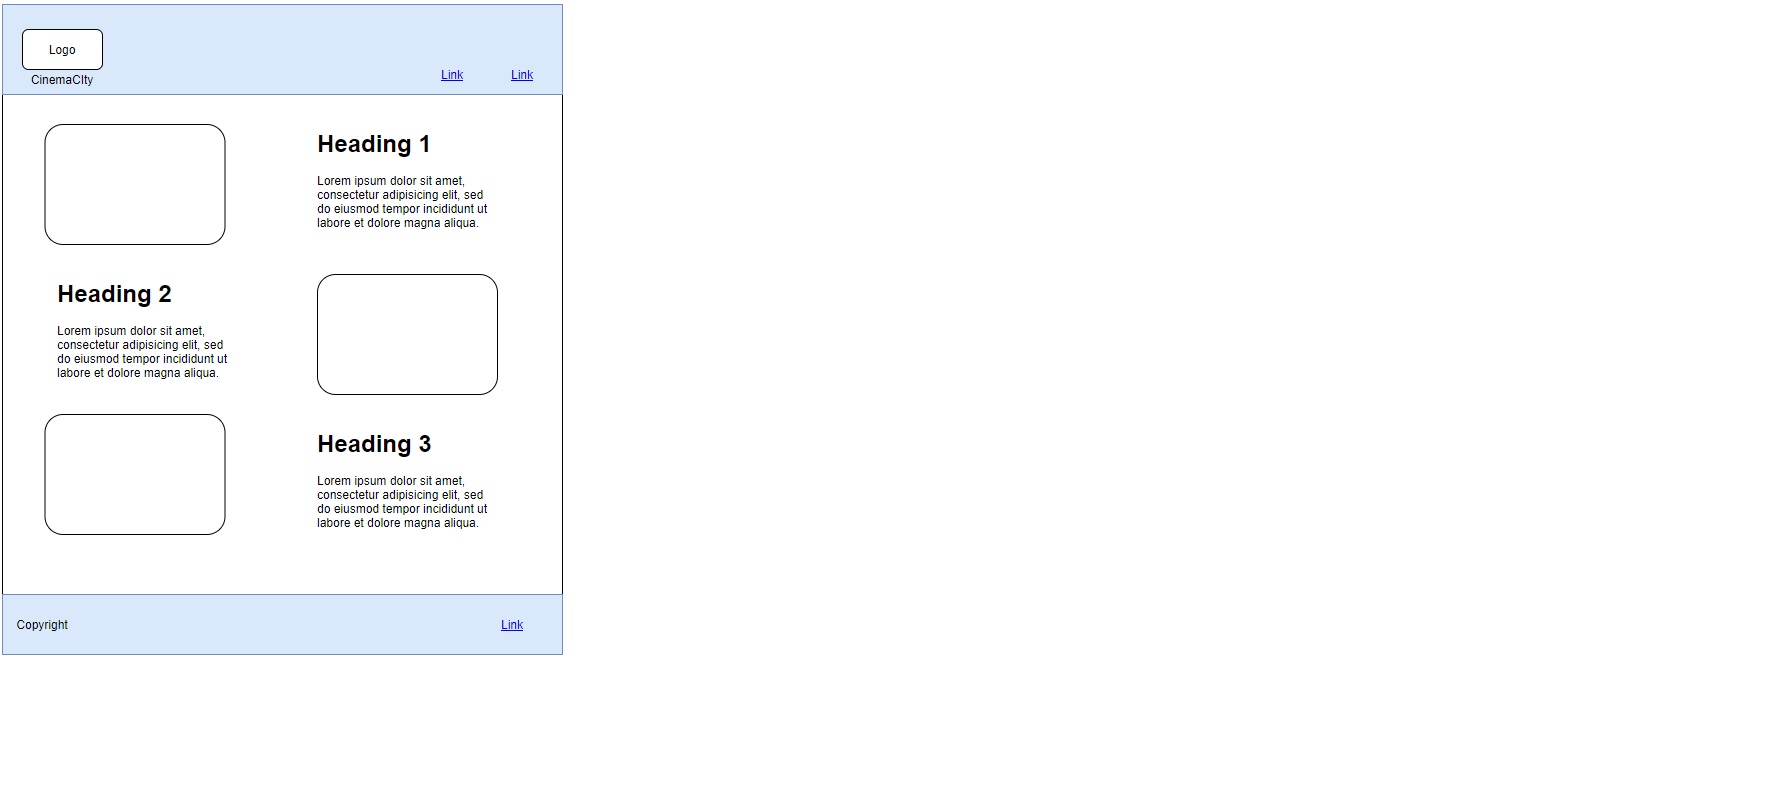 Logo
CinemaCIty
Link
Link
Heading 1
Lorem ipsum dolor sit amet,
consectetur adipisicing elit, sed
do eiusmod tempor incididunt ut
labore et dolore magna aliqua.
Heading 2
Lorem ipsum dolor sit amet,
consectetur adipisicing elit, sed
do eiusmod tempor incididunt ut
labore et dolore magna aliqua.
Heading 3
Lorem ipsum dolor sit amet,
consectetur adipisicing elit, sed
do eiusmod tempor incididunt ut
labore et dolore magna aliqua.
Copyright
Link